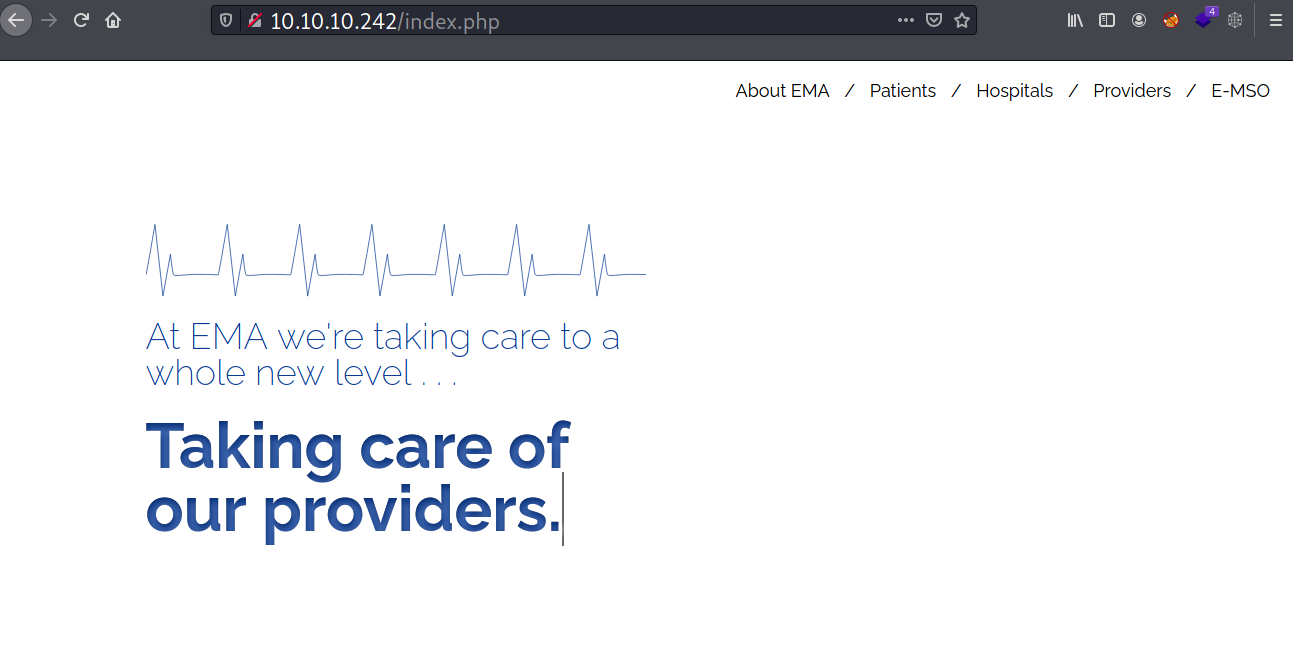 10.10.10.242/index.php
4
About EMA / Patients / Hospitals / Providers / E-MSO
At EMA we're taking care to a
whole new level . . .
Taking care of
our providers.